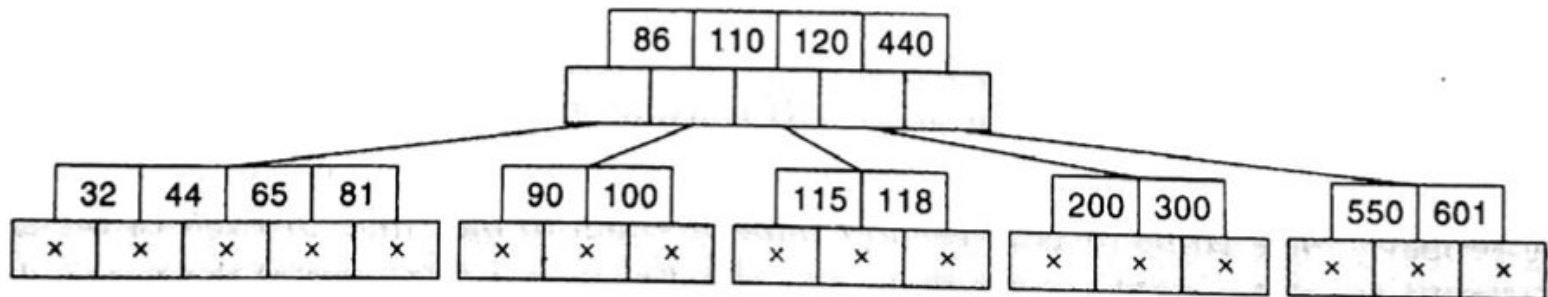 86 110 120 440
32 44 65 81 90 100 115 118 200 300 550 601
× × × × × × × × × × × × × × × × ×